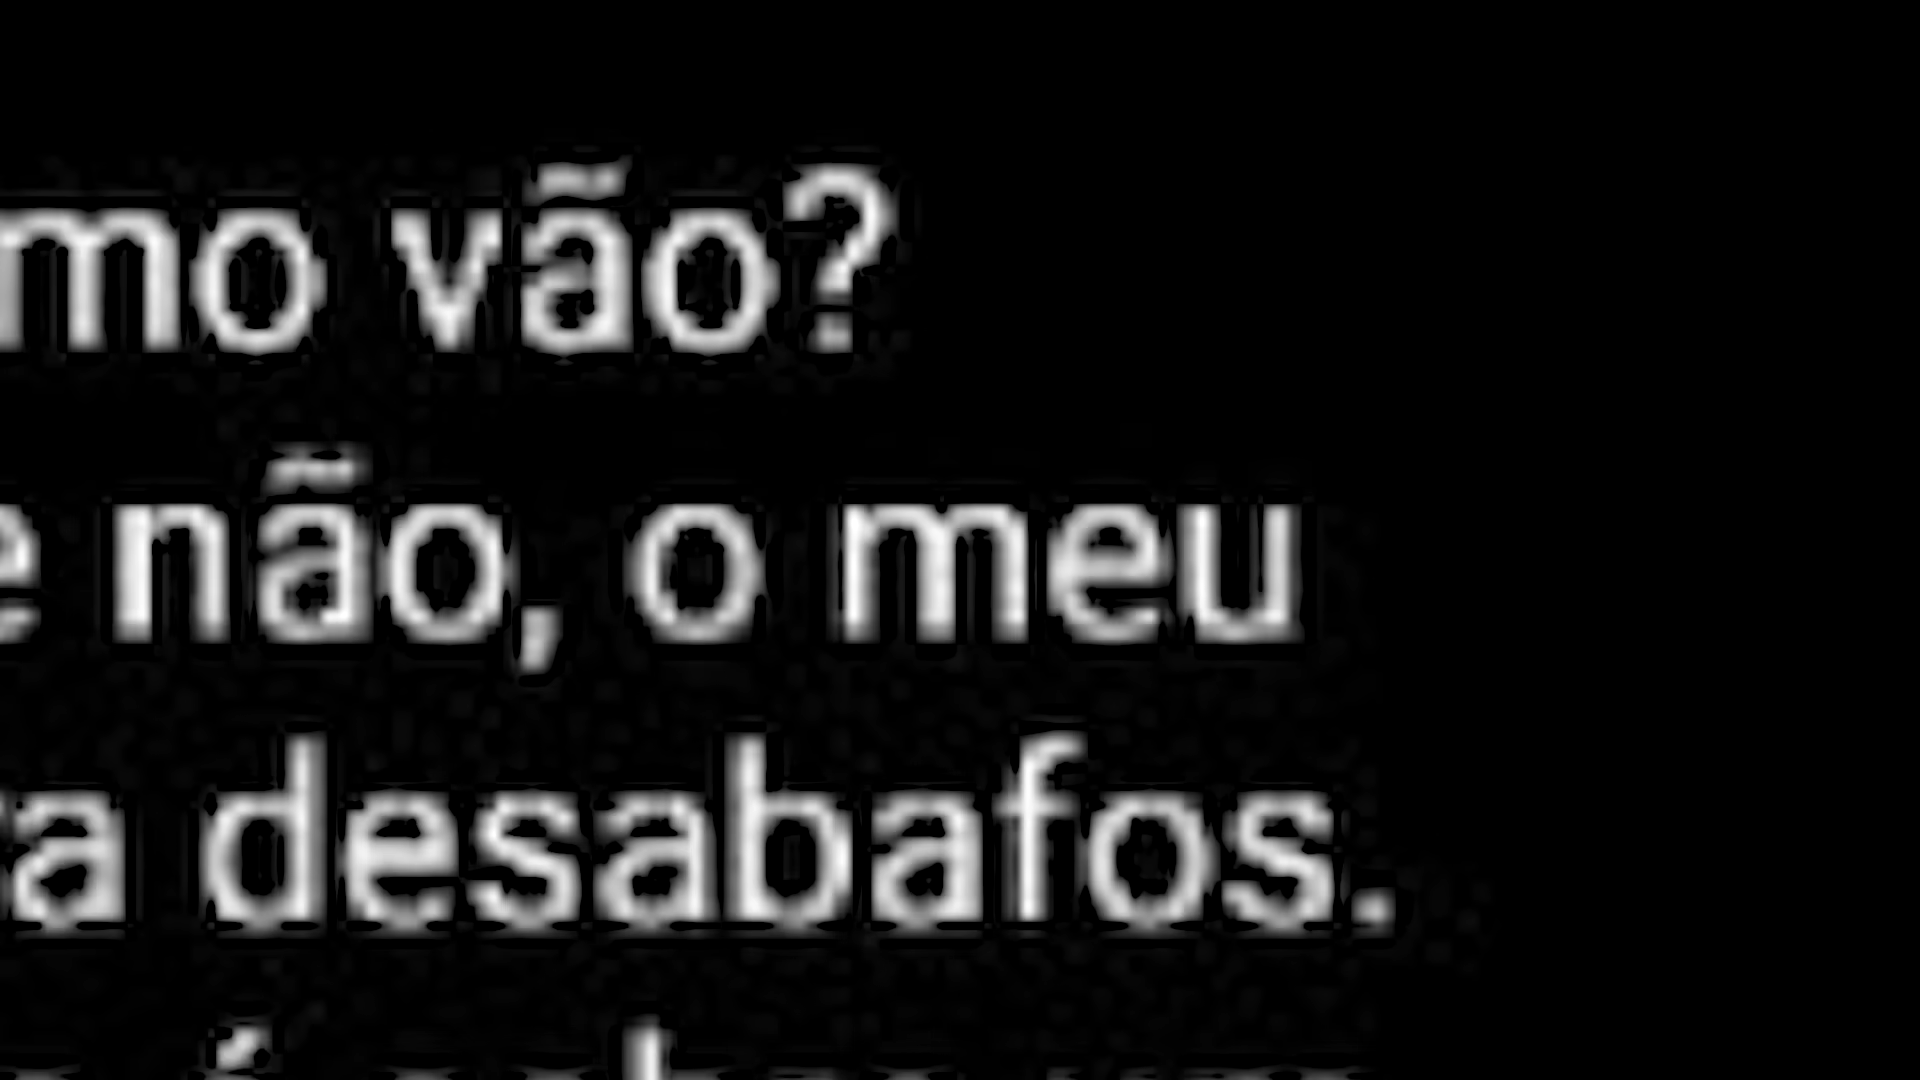 mo vão?
e não, o meu
a desabafos.